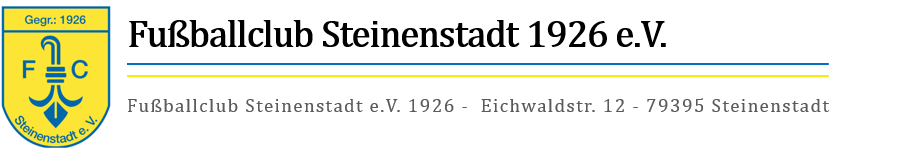 Gegr.: 1926
F C
Steinenstadt e. V.
Fußballclub Steinenstadt 1926 e.V.
Fußballclub Steinenstadt e.V. 1926 - Eichwaldstr. 12 - 79395 Steinenstadt